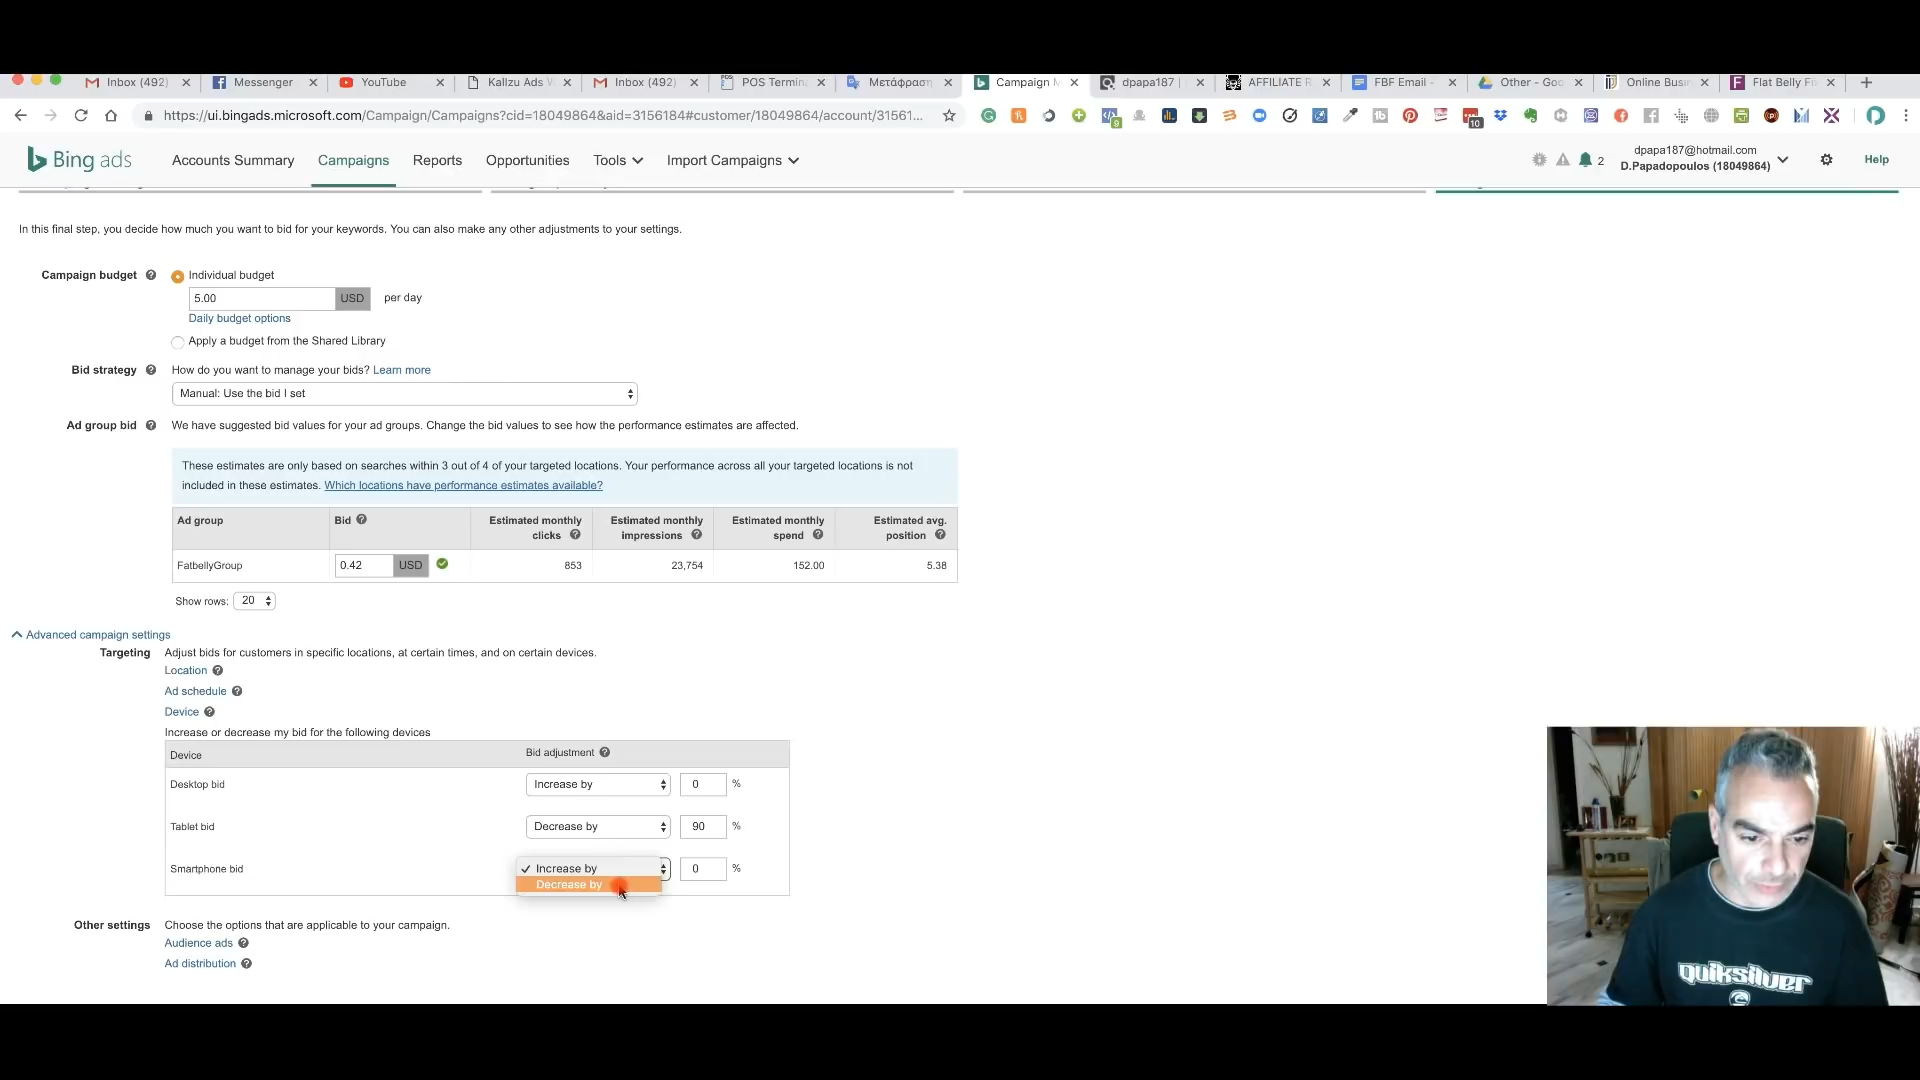 Inbox (492)
Messenger
YouTube
Kallzu Ads
Inbox (492)
POS Termin
Μετάφραση
Campaign M
dpapa187 |
AFFILIATE R
FBF Email -
Other - Goo
Online Busin
Flat Belly Fi
https://ui.bingads.microsoft.com/Campaign/Campaigns?cid=18049864&aid=3156184#customer/18049864/account/31561...
9
10
Bing ads
Accounts Summary
Campaigns
Reports
Opportunities
Tools
Import Campaigns
2
dpapa187@hotmail.com
D.Papadopoulos (18049864)
Help
In this final step, you decide how much you want to bid for your keywords. You can also make any other adjustments to your settings.
Campaign budget
Individual budget
5.00 USD per day
Daily budget options
Apply a budget from the Shared Library
Bid strategy
How do you want to manage your bids? Learn more
Manual: Use the bid I set
Ad group bid
We have suggested bid values for your ad groups. Change the bid values to see how the performance estimates are affected.
These estimates are only based on searches within 3 out of 4 of your targeted locations. Your performance across all your targeted locations is not
included in these estimates. Which locations have performance estimates available?
Ad group
Bid
Estimated monthly
clicks
Estimated monthly
impressions
Estimated monthly
spend
Estimated avg.
position
FatbellyGroup 0.42 USD 853 23,754 152.00 5.38
Show rows: 20
Advanced campaign settings
Targeting
Adjust bids for customers in specific locations, at certain times, and on certain devices.
Location
Ad schedule
Device
Increase or decrease my bid for the following devices
Device Bid adjustment
Desktop bid Increase by 0 %
Tablet bid Decrease by 90 %
Smartphone bid Increase by 0 %
Decrease by
Other settings
Choose the options that are applicable to your campaign.
Audience ads
Ad distribution
quiksilver